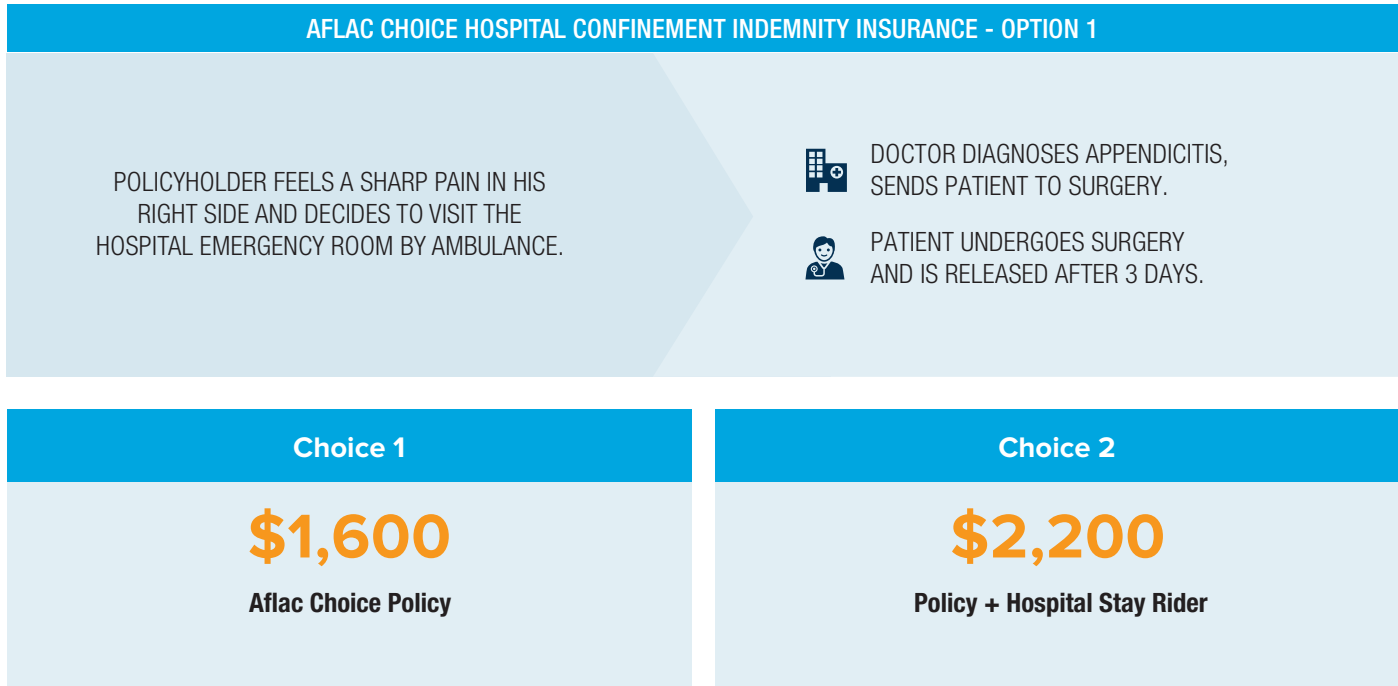 AFLAC CHOICE HOSPITAL CONFINEMENT INDEMNITY INSURANCE - OPTION 1
POLICYHOLDER FEELS A SHARP PAIN IN HIS
RIGHT SIDE AND DECIDES TO VISIT THE
HOSPITAL EMERGENCY ROOM BY AMBULANCE.
DOCTOR DIAGNOSES APPENDICITIS,
SENDS PATIENT TO SURGERY.
PATIENT UNDERGOES SURGERY
AND IS RELEASED AFTER 3 DAYS.
Choice 1
$1,600
Aflac Choice Policy
Choice 2
$2,200
Policy + Hospital Stay Rider